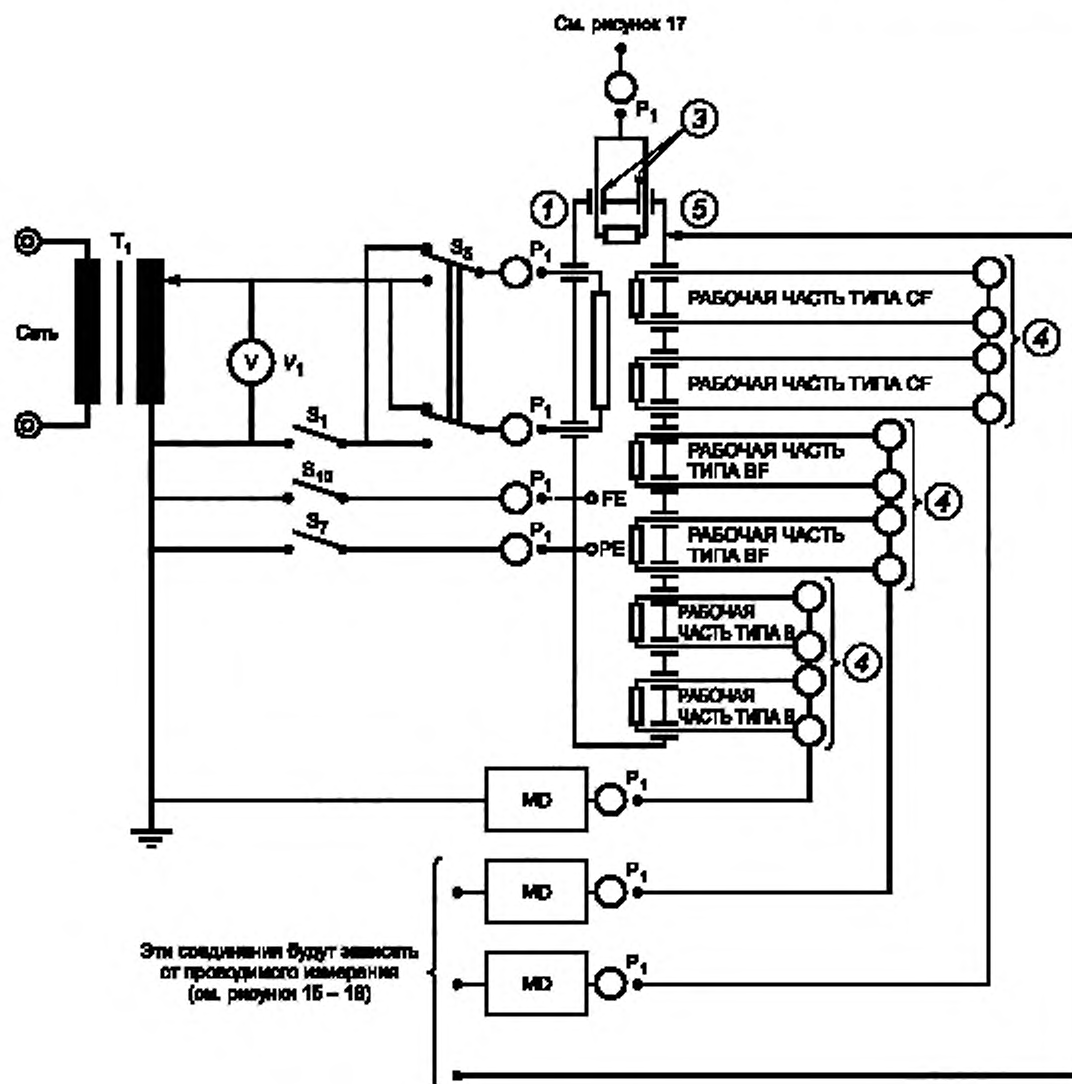 См. рисунок 17
P1
3
1
5
T1
S5
P1
Сеть
V
V1
РАБОЧАЯ ЧАСТЬ ТИПА CF
4
РАБОЧАЯ ЧАСТЬ ТИПА CF
P1
S1
РАБОЧАЯ ЧАСТЬ
ТИПА BF
4
S10
P1
FE
S7
P1
PE
РАБОЧАЯ ЧАСТЬ
ТИПА BF
РАБОЧАЯ
ЧАСТЬ ТИПА B
4
РАБОЧАЯ
ЧАСТЬ ТИПА B
MD
P1
MD
P1
Эти соединения будут зависеть
от проводимого измерения
(см. рисунки 15 – 18)
MD
P1